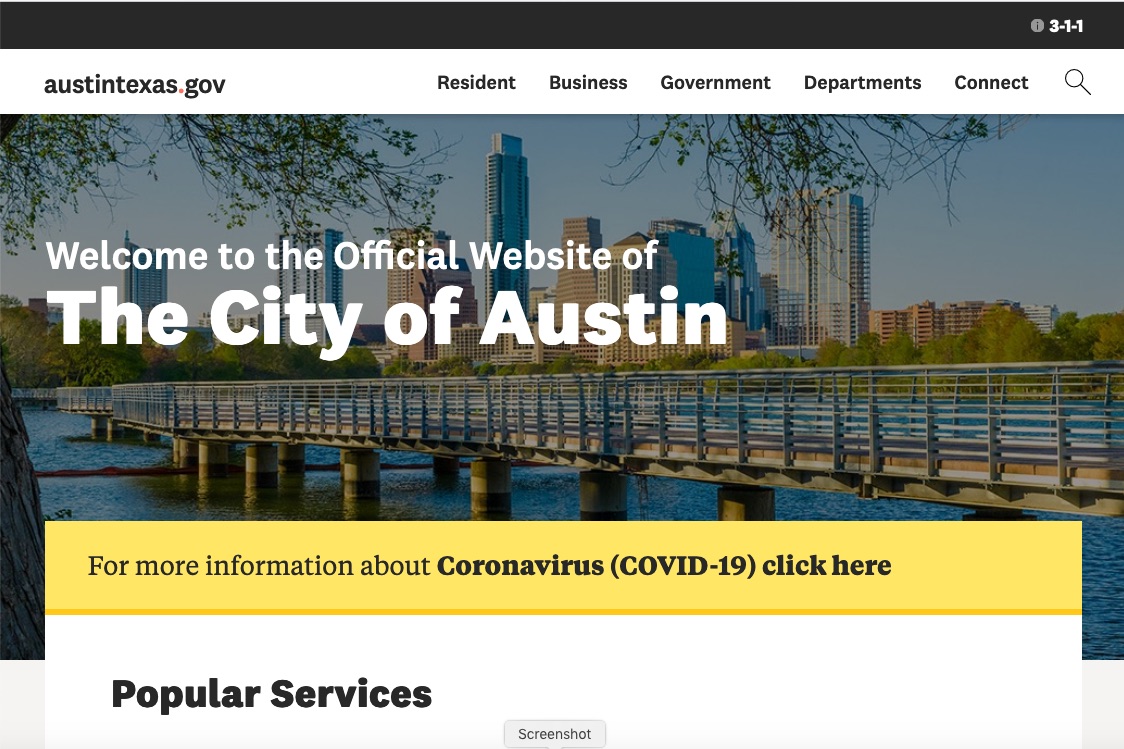 3-1-1
austintexas.gov
Resident Business Government Departments Connect
Welcome to the Official Website of
The City of Austin
For more information about Coronavirus (COVID-19) click here
Popular Services
Screenshot